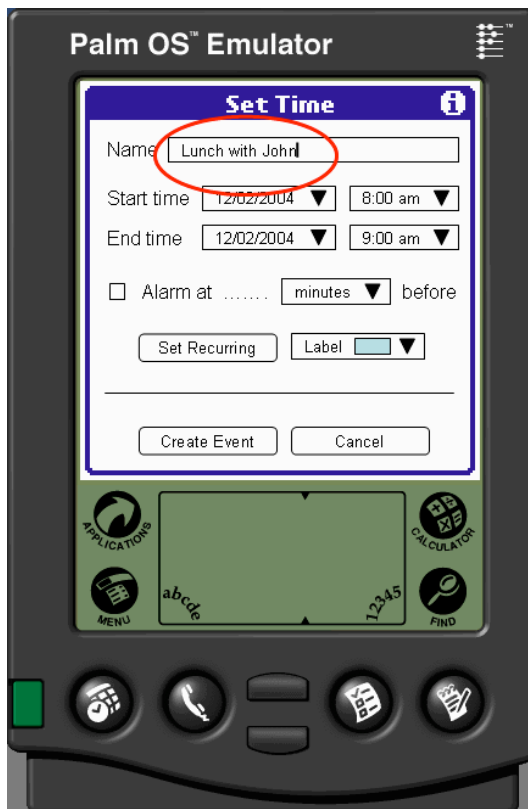 Palm OS™ Emulator
™
Set Time
Name Lunch with John
Start time 12/02/2004 8:00 am
End time 12/02/2004 9:00 am
Alarm at ....... minutes before
Set Recurring Label
Create Event Cancel
APPLICATIONS
CALCULATOR
MENU
abcde
12345
FIND